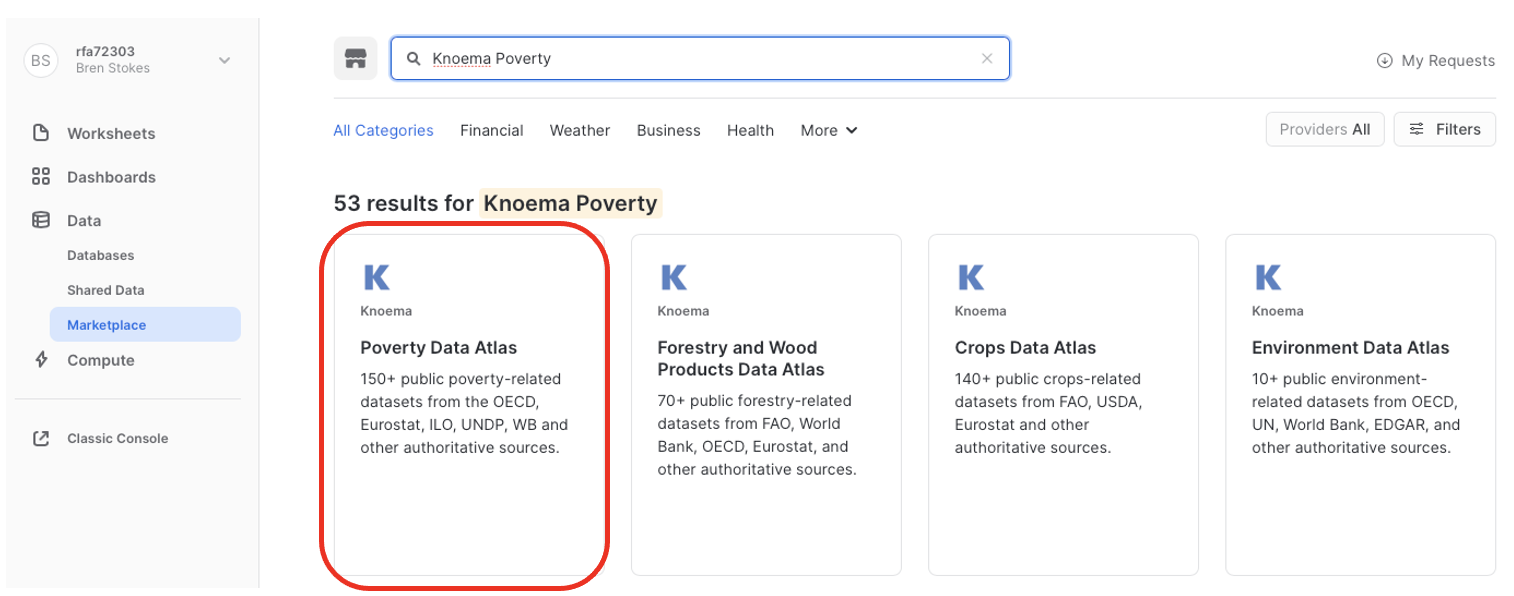 BS
rfa72303
Bren Stokes
Worksheets
Dashboards
Data
Databases
Shared Data
Marketplace
Compute
Classic Console
Knoema Poverty
My Requests
All Categories Financial Weather Business Health More
Providers All Filters
53 results for Knoema Poverty
K
Knoema
Poverty Data Atlas
150+ public poverty-related
datasets from the OECD,
Eurostat, ILO, UNDP, WB and
other authoritative sources.
K
Knoema
Forestry and Wood
Products Data Atlas
70+ public forestry-related
datasets from FAO, World
Bank, OECD, Eurostat, and
other authoritative sources.
K
Knoema
Crops Data Atlas
140+ public crops-related
datasets from FAO, USDA,
Eurostat and other
authoritative sources.
K
Knoema
Environment Data Atlas
10+ public environment-
related datasets from OECD,
UN, World Bank, EDGAR, and
other authoritative sources.